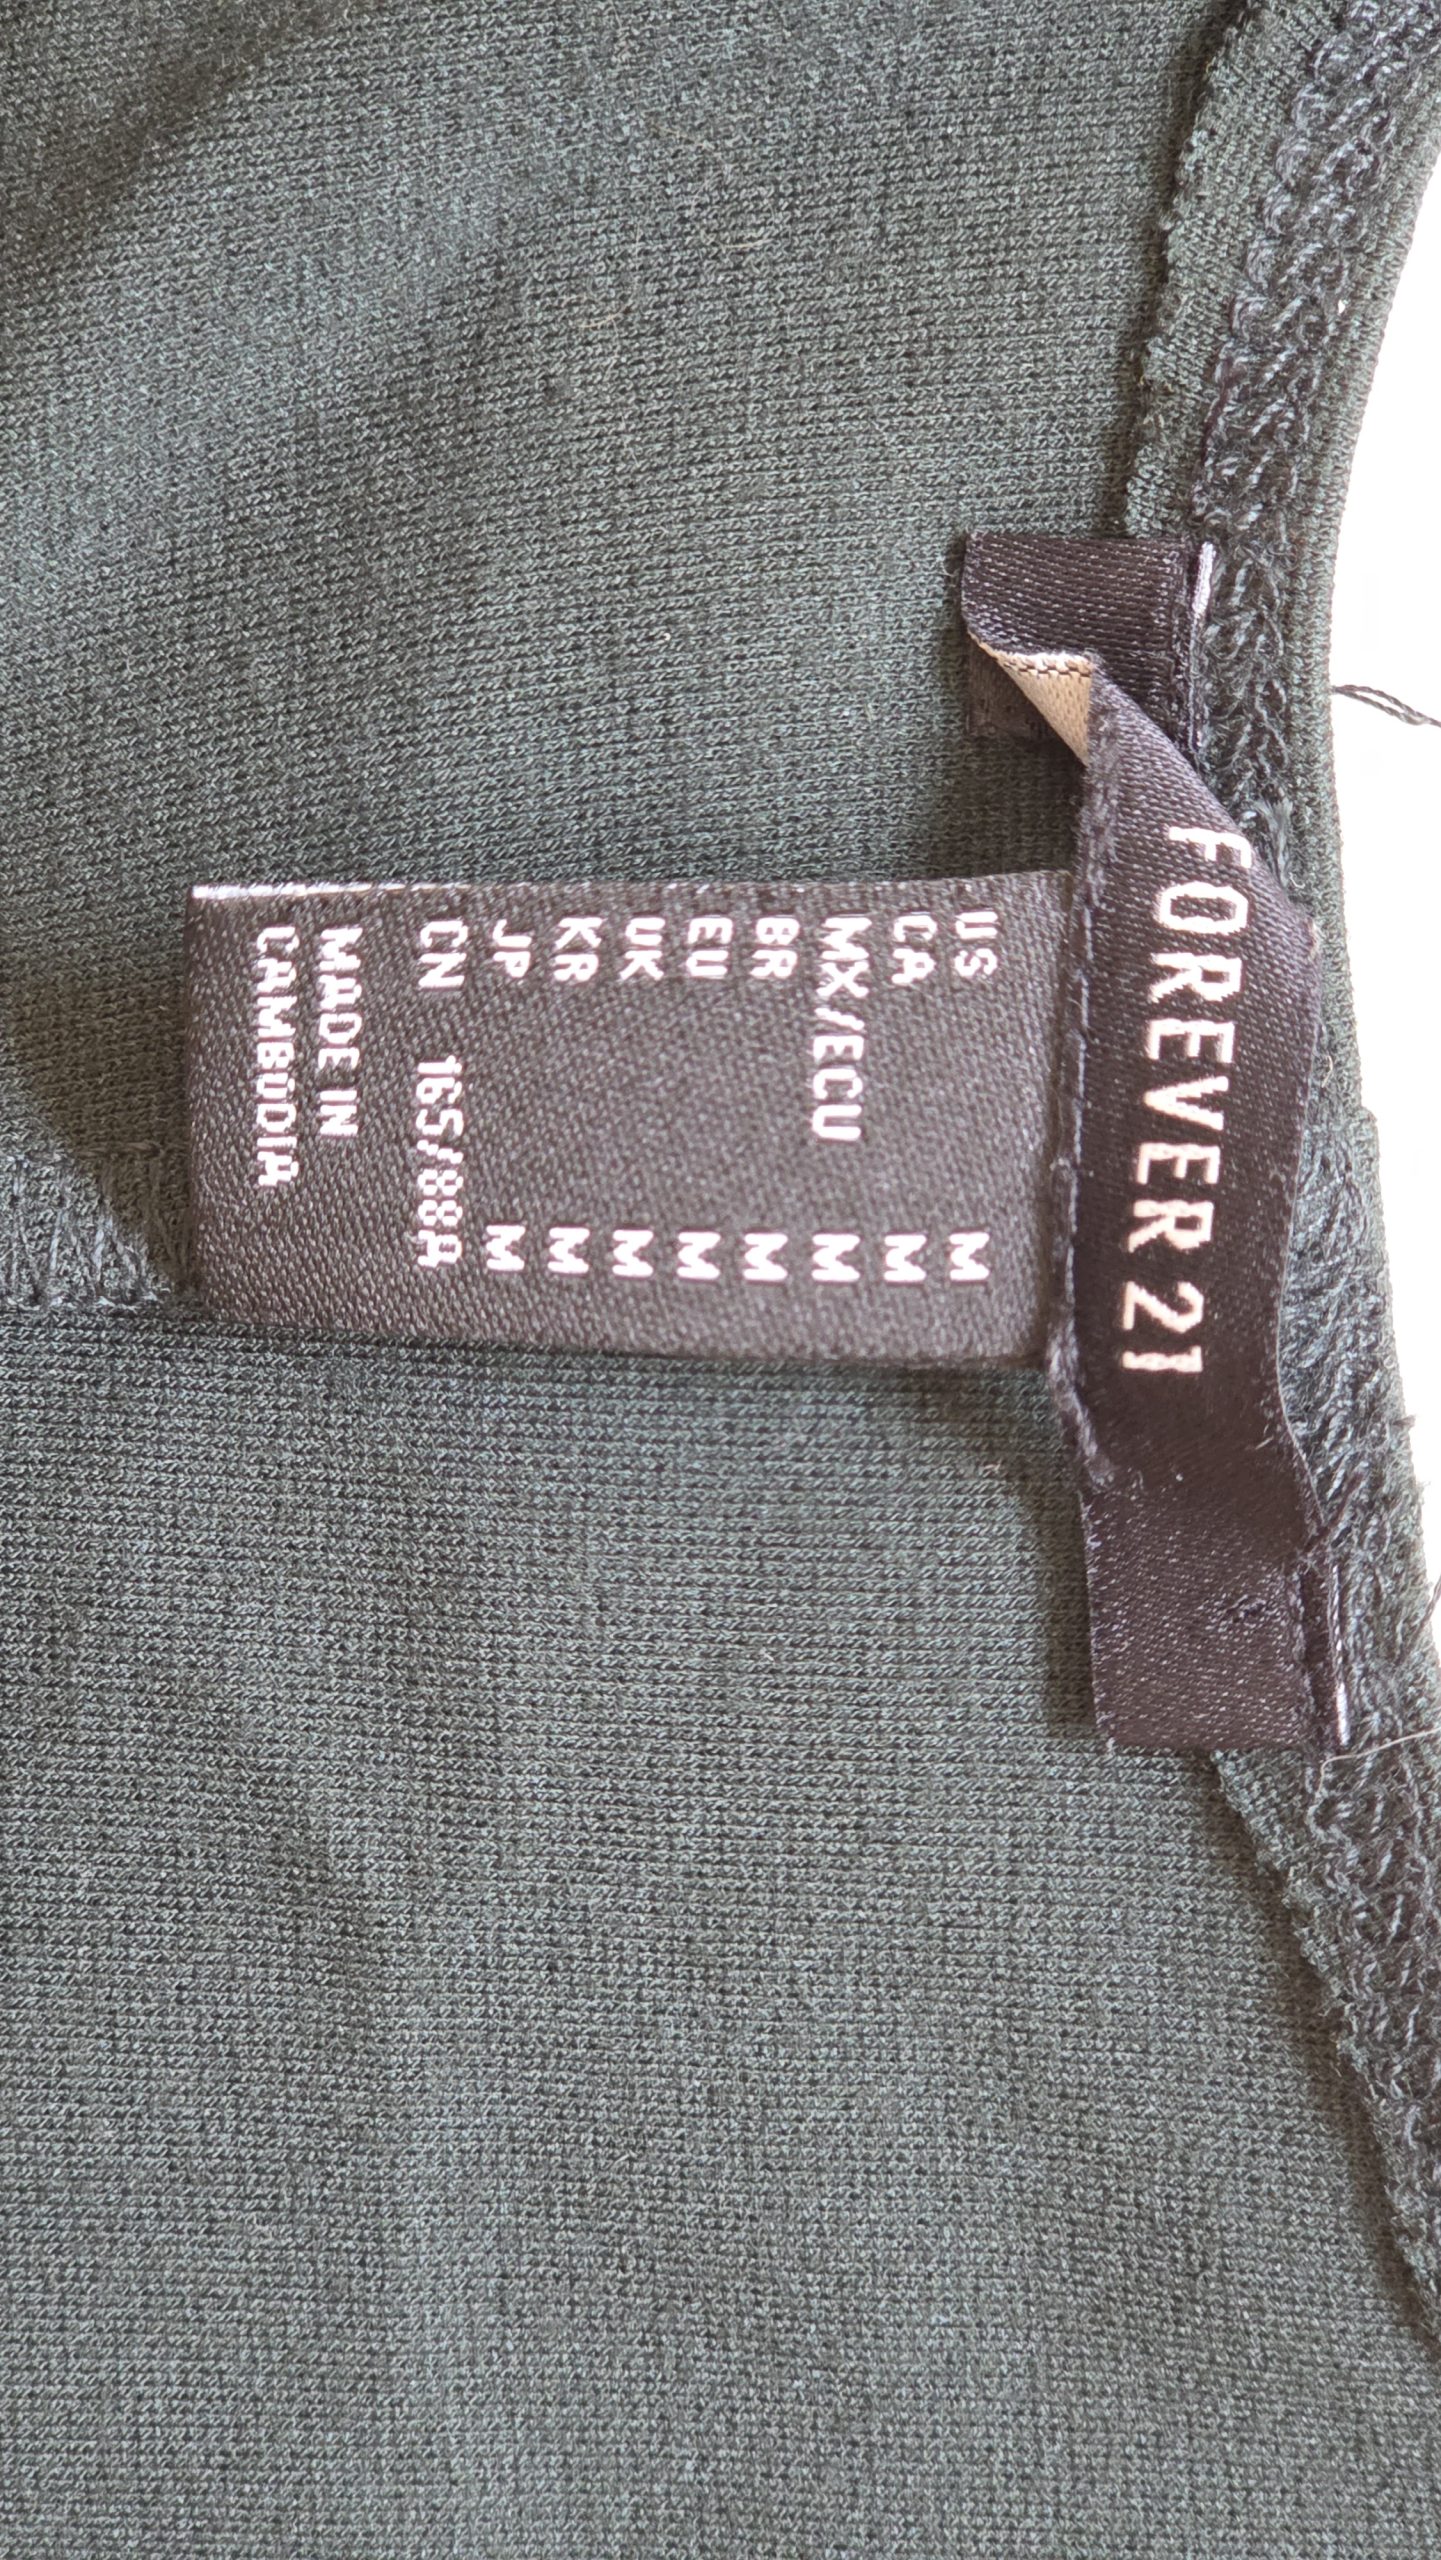 FOREVER 21
US M
CA M
MX/ECU M
BR M
EU M
UK M
KR M
JP M
CN 165/88A
MADE IN
CAMBODIA